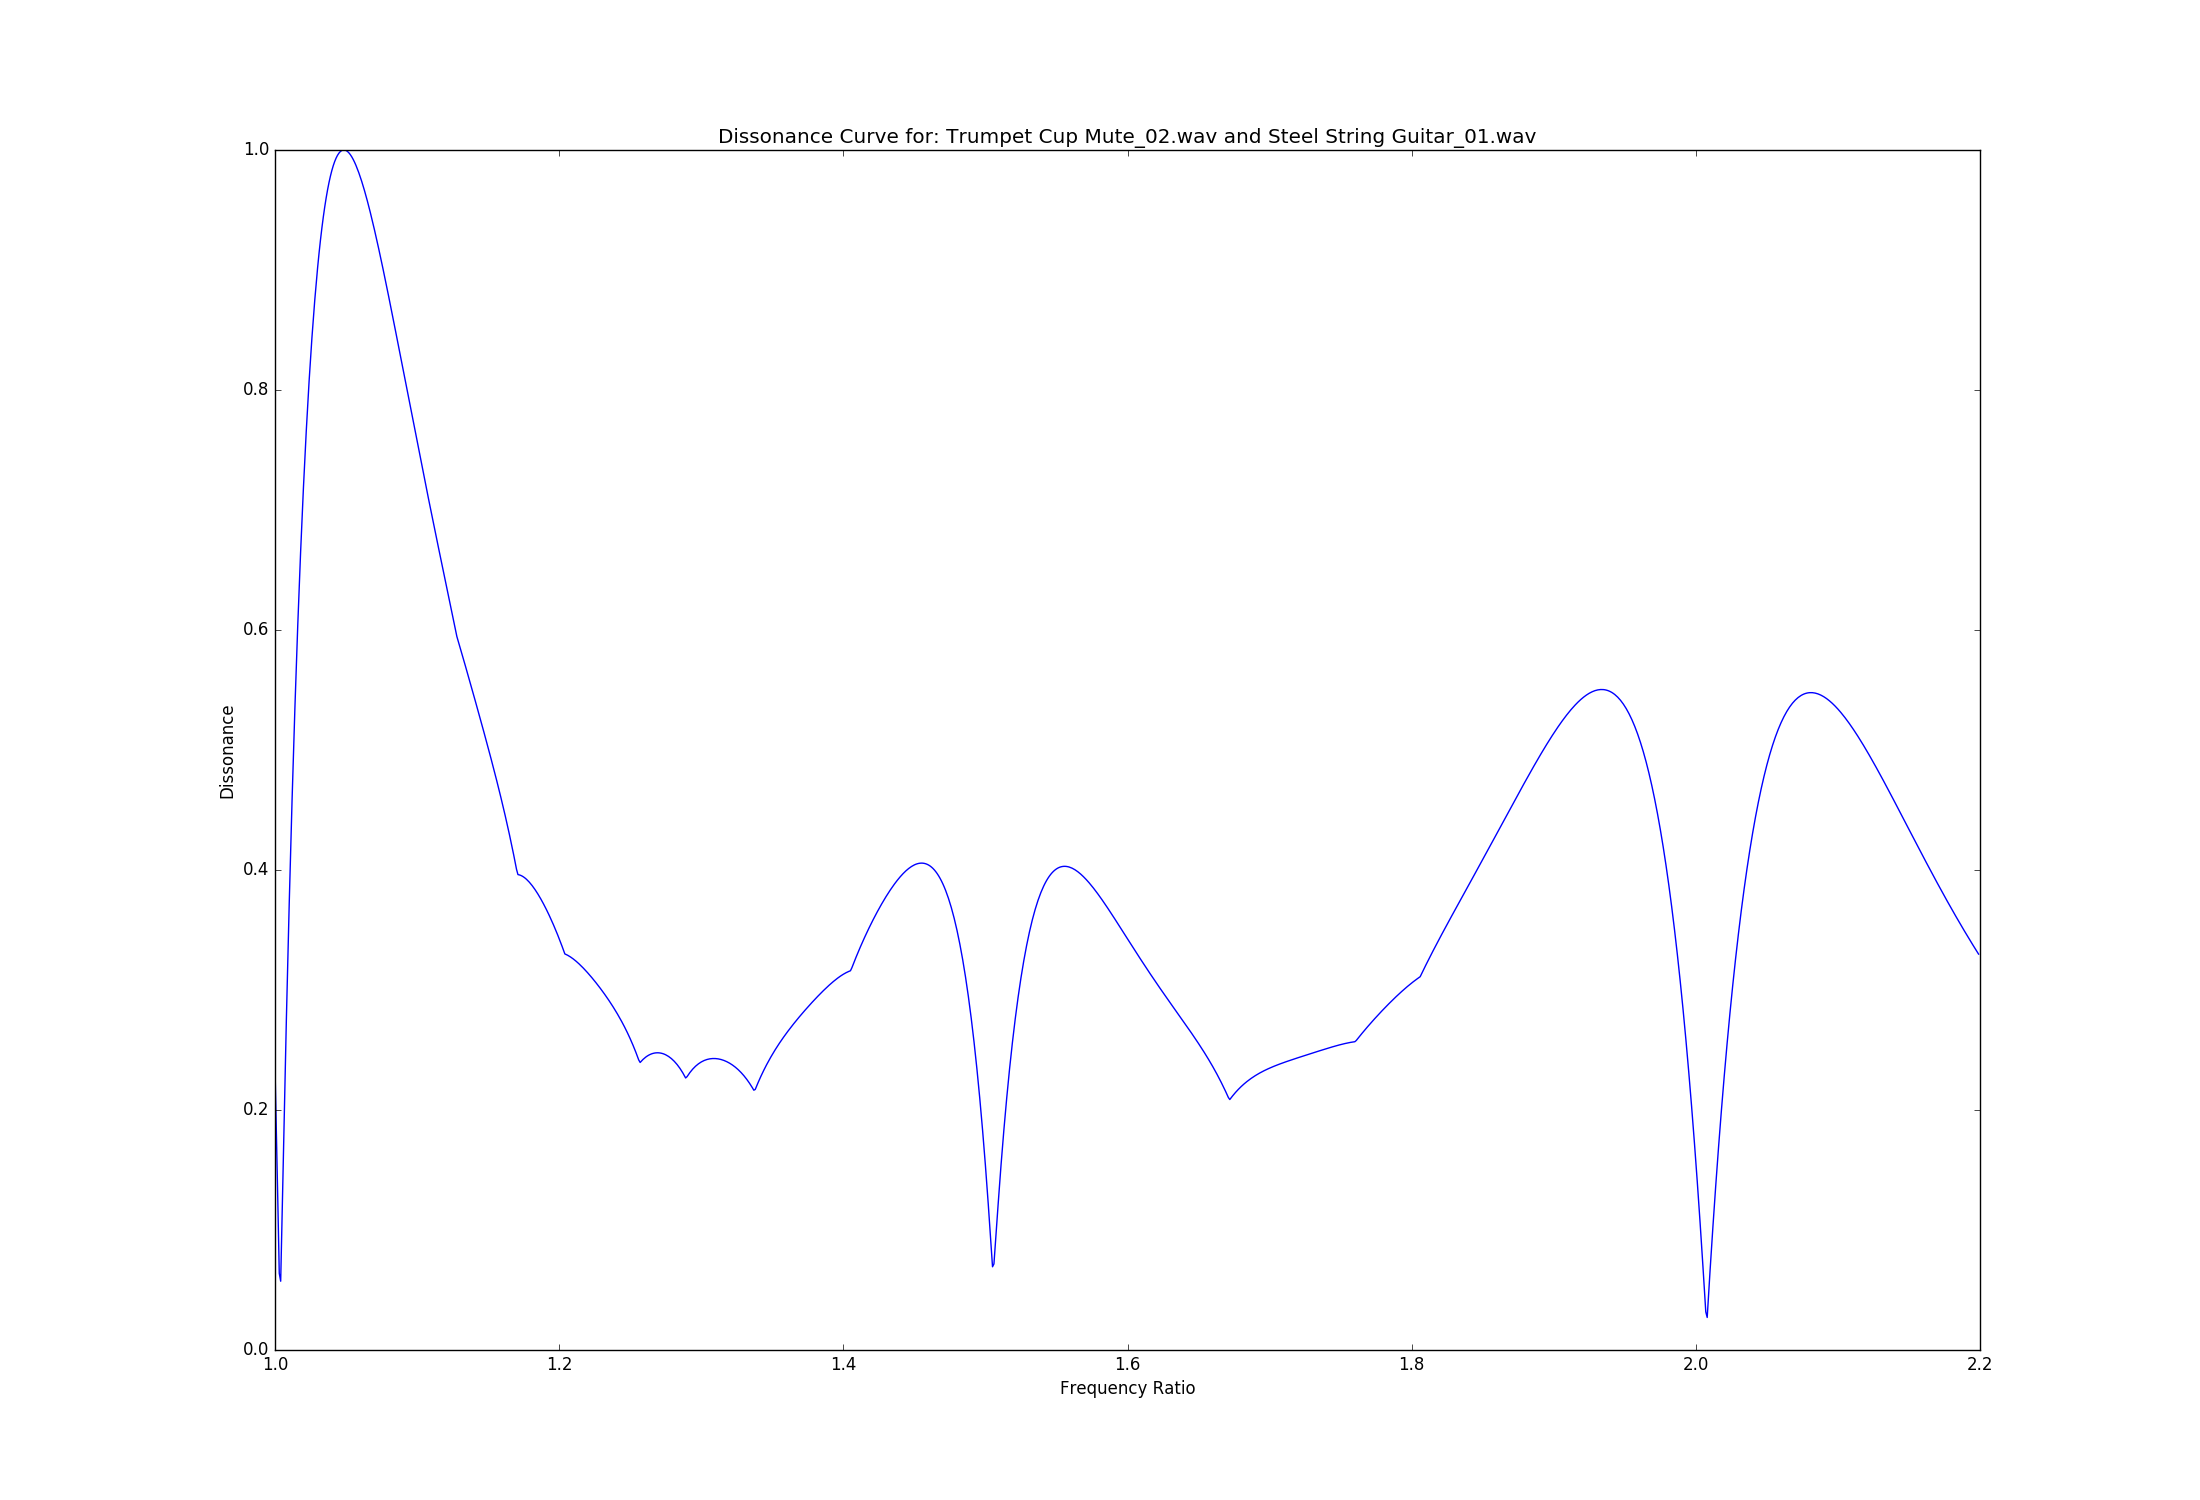 Dissonance Curve for: Trumpet Cup Mute_02.wav and Steel String Guitar_01.wav
1.0
0.8
0.6
0.4
0.2
0.0
Dissonance
1.0 1.2 1.4 1.6 1.8 2.0 2.2
Frequency Ratio